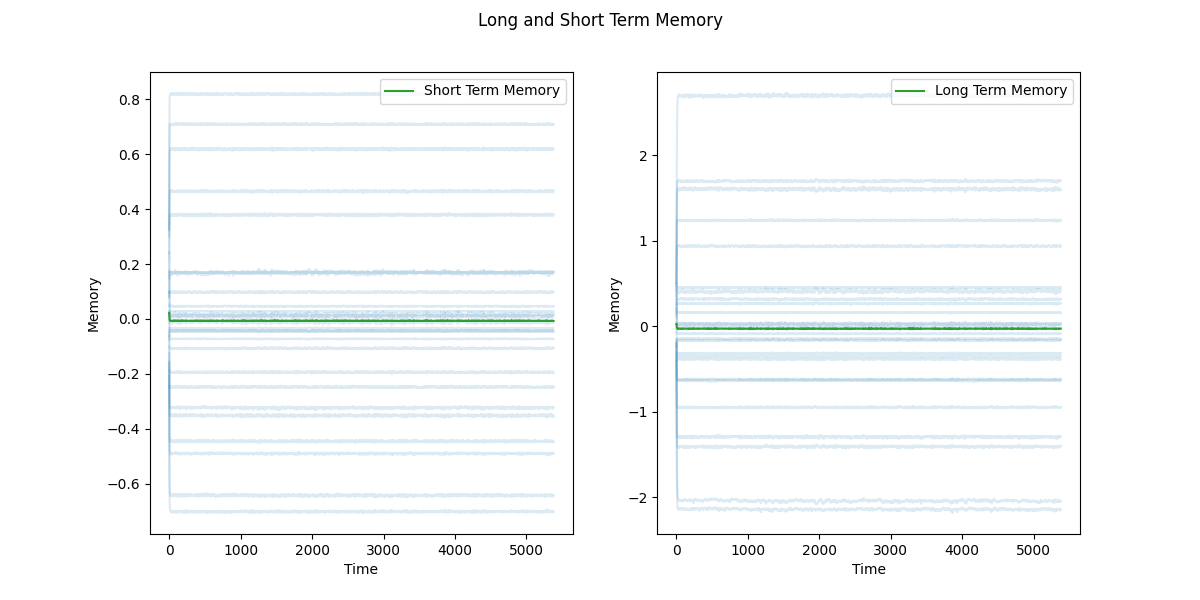 Long and Short Term Memory
Short Term Memory
0.8
0.6
0.4
0.2
0.0
−0.2
−0.4
−0.6
Memory
0 1000 2000 3000 4000 5000
Time
Long Term Memory
2
1
0
−1
−2
Memory
0 1000 2000 3000 4000 5000
Time